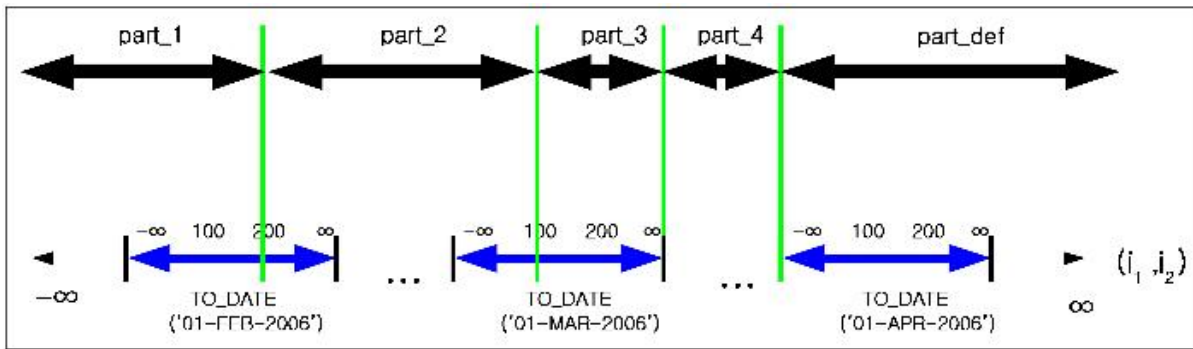 part_1 part_2 part_3 part_4 part_def
-∞ 100 200 ∞ -∞ 100 200 ∞ -∞ 100 200 ∞
... ... (i1 ,i2)
-∞ TO_DATE TO_DATE TO_DATE ∞
('01-FEB-2006') ('01-MAR-2006') ('01-APR-2006')